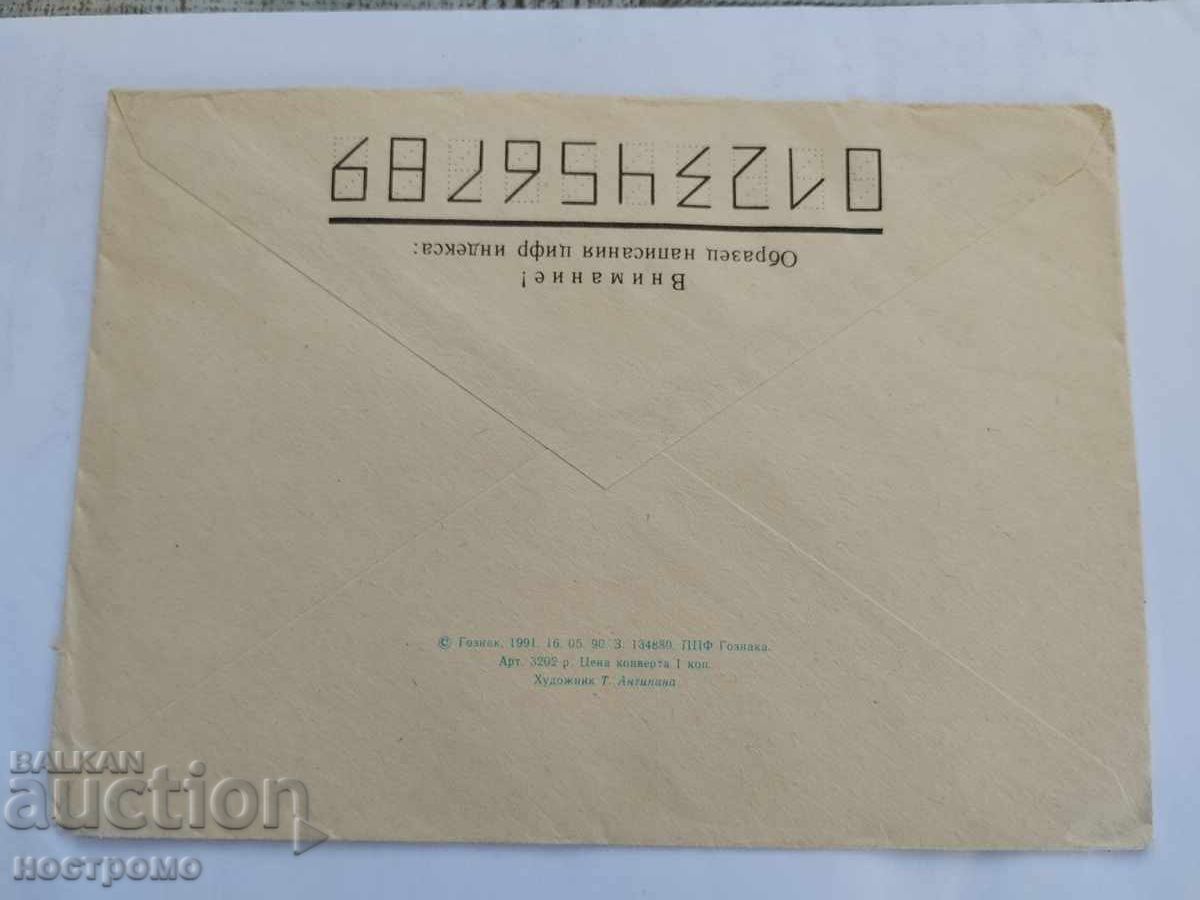 Внимание!
Образец написания цифр индекса:
0123456789
© Гознак, 1991. 16. 05. 90. З. 134880. ППФ Гознака.
Арт. 3202 р. Цена конверта 1 коп.
Художник Т. Антипина
BALKAN
auction
ностромо